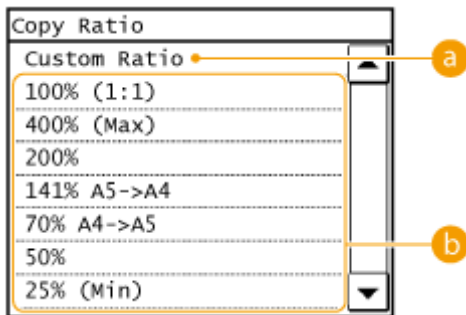 Copy Ratio
Custom Ratio
a
100% (1:1)
400% (Max)
200%
141% A5->A4
70% A4->A5
50%
b
25% (Min)